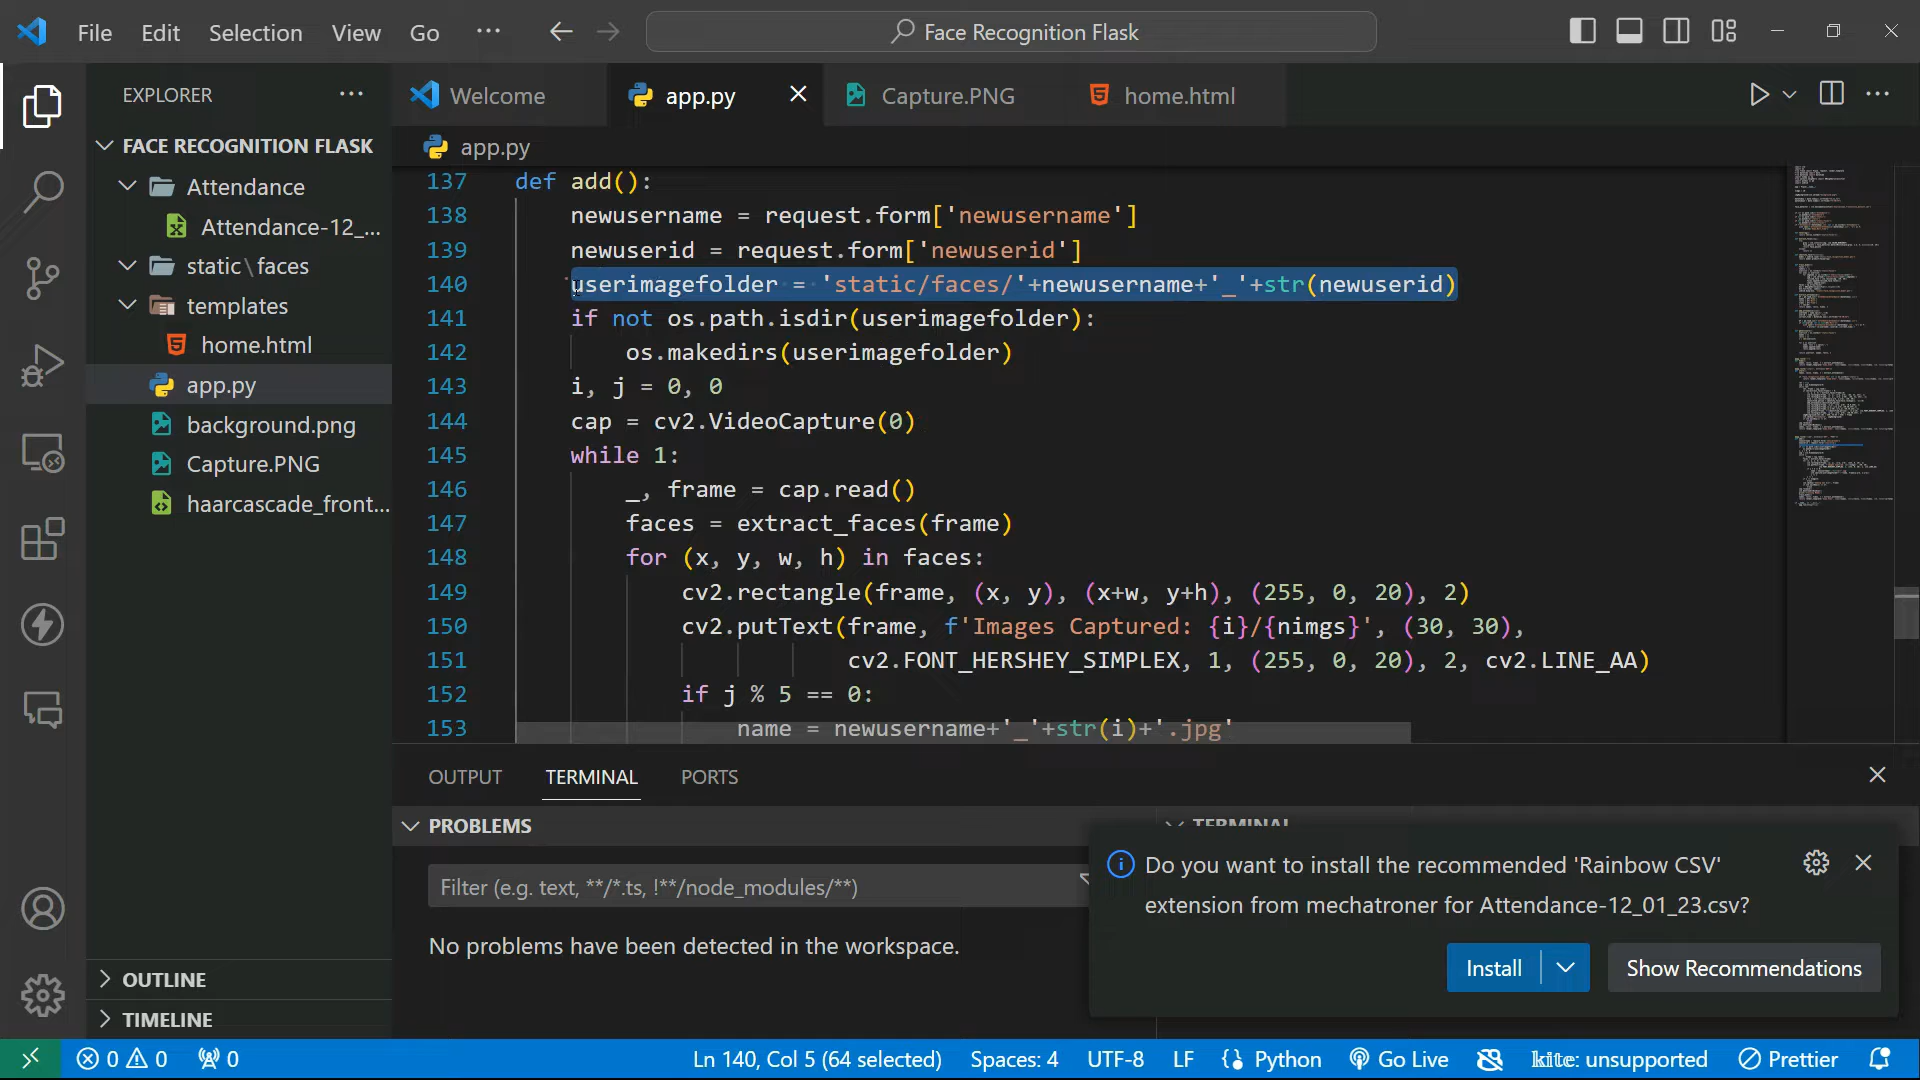 File Edit Selection View Go ··· Face Recognition Flask
EXPLORER ···
Welcome app.py Capture.PNG home.html ···
app.py
FACE RECOGNITION FLASK
Attendance
Attendance-12_...
static\faces
templates
home.html
app.py
background.png
Capture.PNG
haarcascade_front...
OUTLINE
TIMELINE
137 def add():
138 newusername = request.form['newusername']
139 newuserid = request.form['newuserid']
140 userimagefolder = 'static/faces/'+newusername+'_'+str(newuserid)
141 if not os.path.isdir(userimagefolder):
142 os.makedirs(userimagefolder)
143 i, j = 0, 0
144 cap = cv2.VideoCapture(0)
145 while 1:
146 _, frame = cap.read()
147 faces = extract_faces(frame)
148 for (x, y, w, h) in faces:
149 cv2.rectangle(frame, (x, y), (x+w, y+h), (255, 0, 20), 2)
150 cv2.putText(frame, f'Images Captured: {i}/{nimgs}', (30, 30),
151 cv2.FONT_HERSHEY_SIMPLEX, 1, (255, 0, 20), 2, cv2.LINE_AA)
152 if j % 5 == 0:
153 name = newusername+'_'+str(i)+'.jpg'
OUTPUT TERMINAL PORTS
PROBLEMS
TERMINAL
Filter (e.g. text, **/*.ts, !**/node_modules/**)
No problems have been detected in the workspace.
Do you want to install the recommended 'Rainbow CSV'
extension from mechatroner for Attendance-12_01_23.csv?
Install Show Recommendations
0 0 0 Ln 140, Col 5 (64 selected) Spaces: 4 UTF-8 LF Python Go Live kite: unsupported Prettier